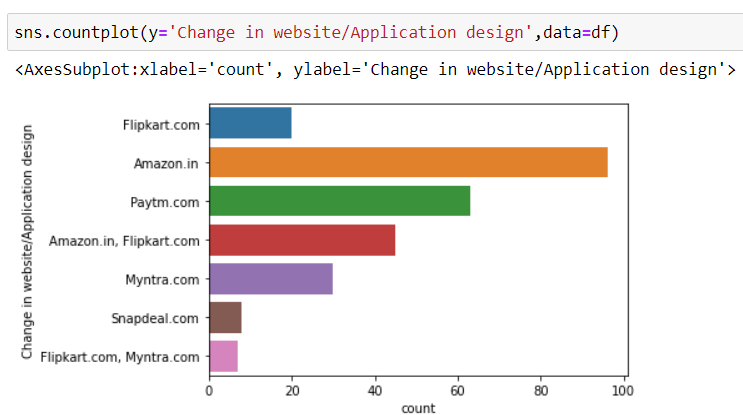 sns.countplot(y='Change in website/Application design',data=df)
<AxesSubplot:xlabel='count', ylabel='Change in website/Application design'>
Change in website/Application design
Flipkart.com
Amazon.in
Paytm.com
Amazon.in, Flipkart.com
Myntra.com
Snapdeal.com
Flipkart.com, Myntra.com
0 20 40 60 80 100
count